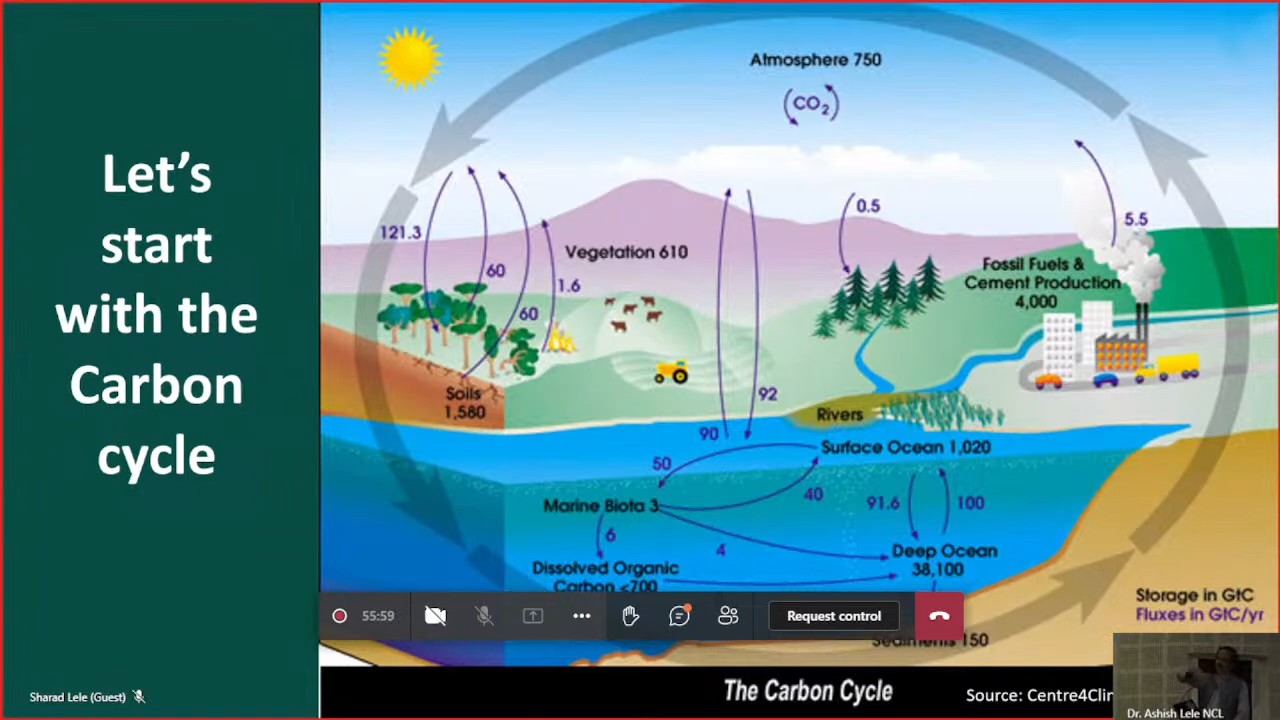 Let's
start
with the
Carbon
cycle
Atmosphere 750
CO2
121.3
60
60
1.6
Vegetation 610
0.5
5.5
Fossil Fuels &
Cement Production
4,000
Soils
1,580
90
92
Rivers
Surface Ocean 1,020
50
40
Marine Biota 3
91.6
100
6
4
Deep Ocean
38,100
Dissolved Organic
Carbon <700
Storage in GtC
Fluxes in GtC/yr
55:59
Request control
Sediments 150
The Carbon Cycle
Source: Centre4Clim
Sharad Lele (Guest)
Dr. Ashish Lele NCL